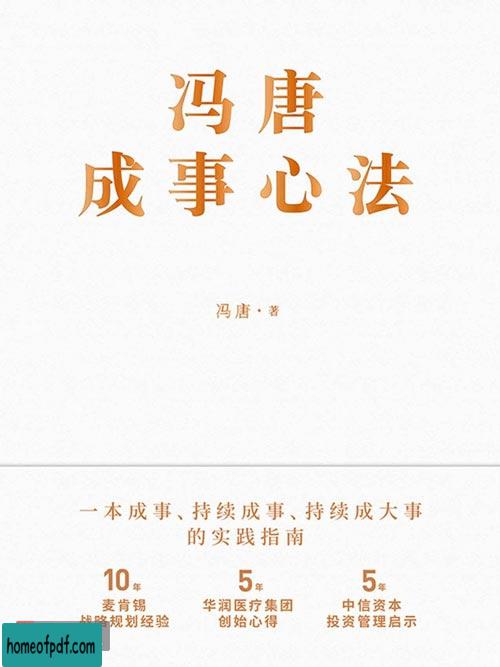 冯唐
成事心法
冯唐·著
一本成事、持续成事、持续成大事
的实践指南
10年
麦肯锡
战略规划经验
5年
华润医疗集团
创始心得
5年
中信资本
投资管理启示
homeofpdf.com